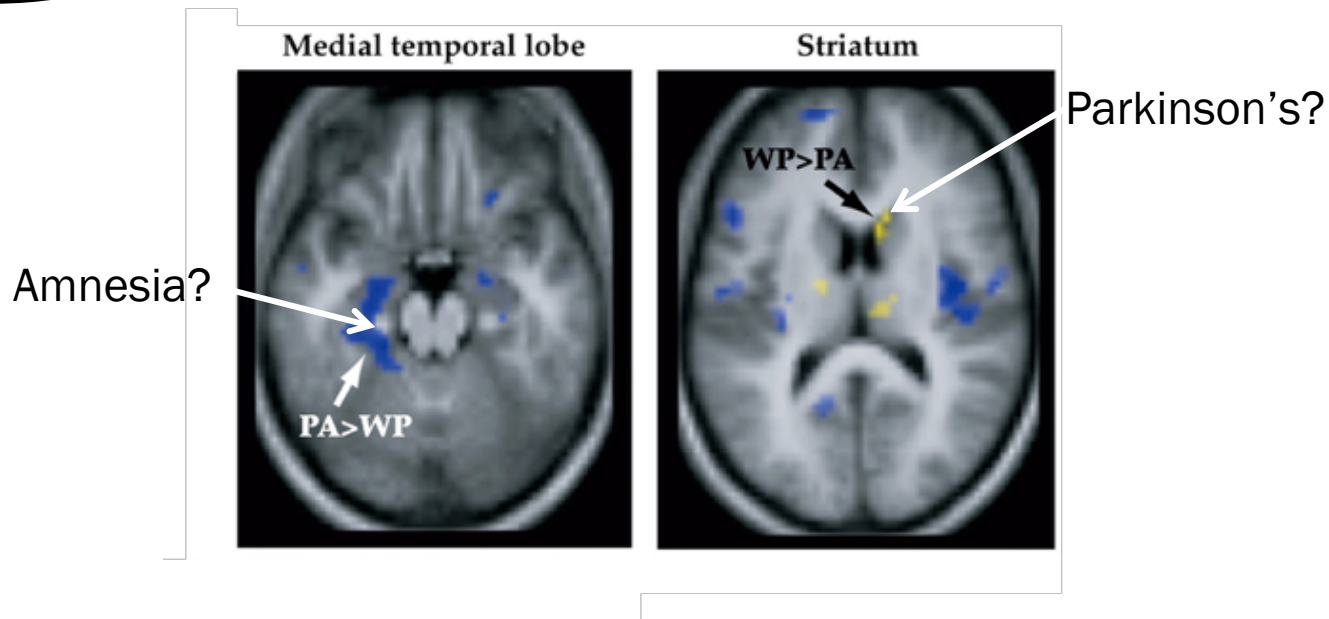 Medial temporal lobe
Striatum
Parkinson's?
WP>PA
Amnesia?
PA>WP